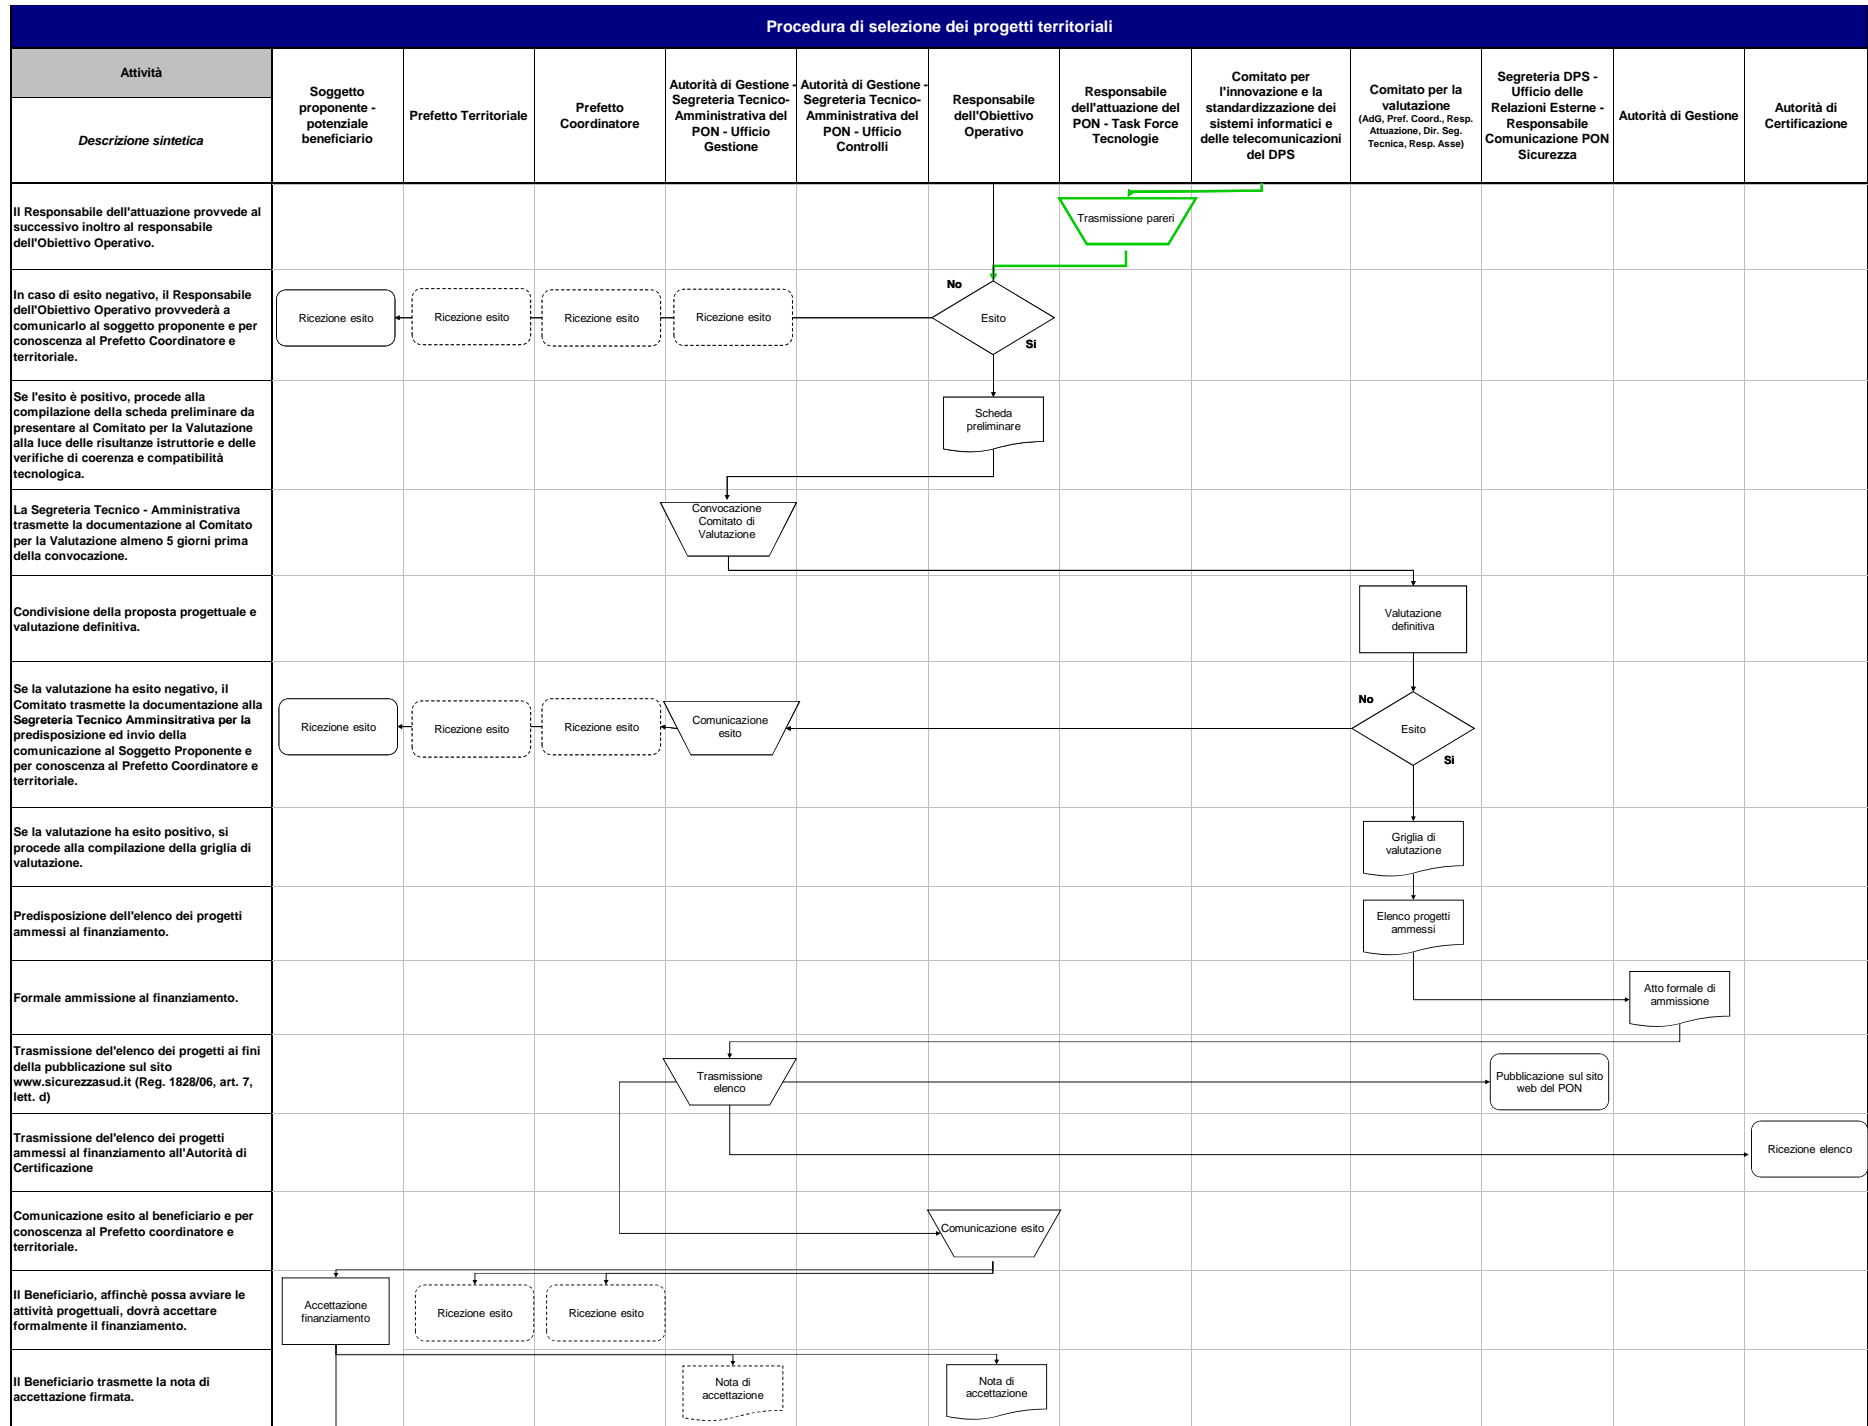 Procedura di selezione dei progetti territoriali
Attività
Descrizione sintetica
Soggetto
proponente -
potenziale
beneficiario
Prefetto Territoriale
Prefetto
Coordinatore
Autorità di Gestione -
Segreteria Tecnico-
Amministrativa del
PON - Ufficio
Gestione
Autorità di Gestione -
Segreteria Tecnico-
Amministrativa del
PON - Ufficio
Controlli
Responsabile
dell'Obiettivo
Operativo
Responsabile
dell'attuazione del
PON - Task Force
Tecnologie
Comitato per
l'innovazione e la
standardizzazione dei
sistemi informatici e
delle telecomunicazioni
del DPS
Comitato per la
valutazione
(AdG, Pref. Coord., Resp.
Attuazione, Dir. Seg.
Tecnica, Resp. Asse)
Segreteria DPS -
Ufficio delle
Relazioni Esterne -
Responsabile
Comunicazione PON
Sicurezza
Autorità di Gestione
Autorità di
Certificazione
Il Responsabile dell'attuazione provvede al
successivo inoltro al responsabile
dell'Obiettivo Operativo.
Trasmissione pareri
In caso di esito negativo, il Responsabile
dell'Obiettivo Operativo provvederà a
comunicarlo al soggetto proponente e per
conoscenza al Prefetto Coordinatore e
territoriale.
Ricezione esito
Ricezione esito
Ricezione esito
Ricezione esito
No
Esito
Si
Se l'esito è positivo, procede alla
compilazione della scheda preliminare da
presentare al Comitato per la Valutazione
alla luce delle risultanze istruttorie e delle
verifiche di coerenza e compatibilità
tecnologica.
Scheda
preliminare
La Segreteria Tecnico - Amministrativa
trasmette la documentazione al Comitato
per la Valutazione almeno 5 giorni prima
della convocazione.
Convocazione
Comitato di
Valutazione
Condivisione della proposta progettuale e
valutazione definitiva.
Valutazione
definitiva
Se la valutazione ha esito negativo, il
Comitato trasmette la documentazione alla
Segreteria Tecnico Amminsitrativa per la
predisposizione ed invio della
comunicazione al Soggetto Proponente e
per conoscenza al Prefetto Coordinatore e
territoriale.
Ricezione esito
Ricezione esito
Ricezione esito
Comunicazione
esito
No
Esito
Si
Se la valutazione ha esito positivo, si
procede alla compilazione della griglia di
valutazione.
Griglia di
valutazione
Predisposizione dell'elenco dei progetti
ammessi al finanziamento.
Elenco progetti
ammessi
Formale ammissione al finanziamento.
Atto formale di
ammissione
Trasmissione del'elenco dei progetti ai fini
della pubblicazione sul sito
www.sicurezzasud.it (Reg. 1828/06, art. 7,
lett. d)
Trasmissione
elenco
Pubblicazione sul sito
web del PON
Trasmissione del'elenco dei progetti
ammessi al finanziamento all'Autorità di
Certificazione
Ricezione elenco
Comunicazione esito al beneficiario e per
conoscenza al Prefetto coordinatore e
territoriale.
Comunicazione esito
Il Beneficiario, affinchè possa avviare le
attività progettuali, dovrà accettare
formalmente il finanziamento.
Accettazione
finanziamento
Ricezione esito
Ricezione esito
Il Beneficiario trasmette la nota di
accettazione firmata.
Nota di
accettazione
Nota di
accettazione